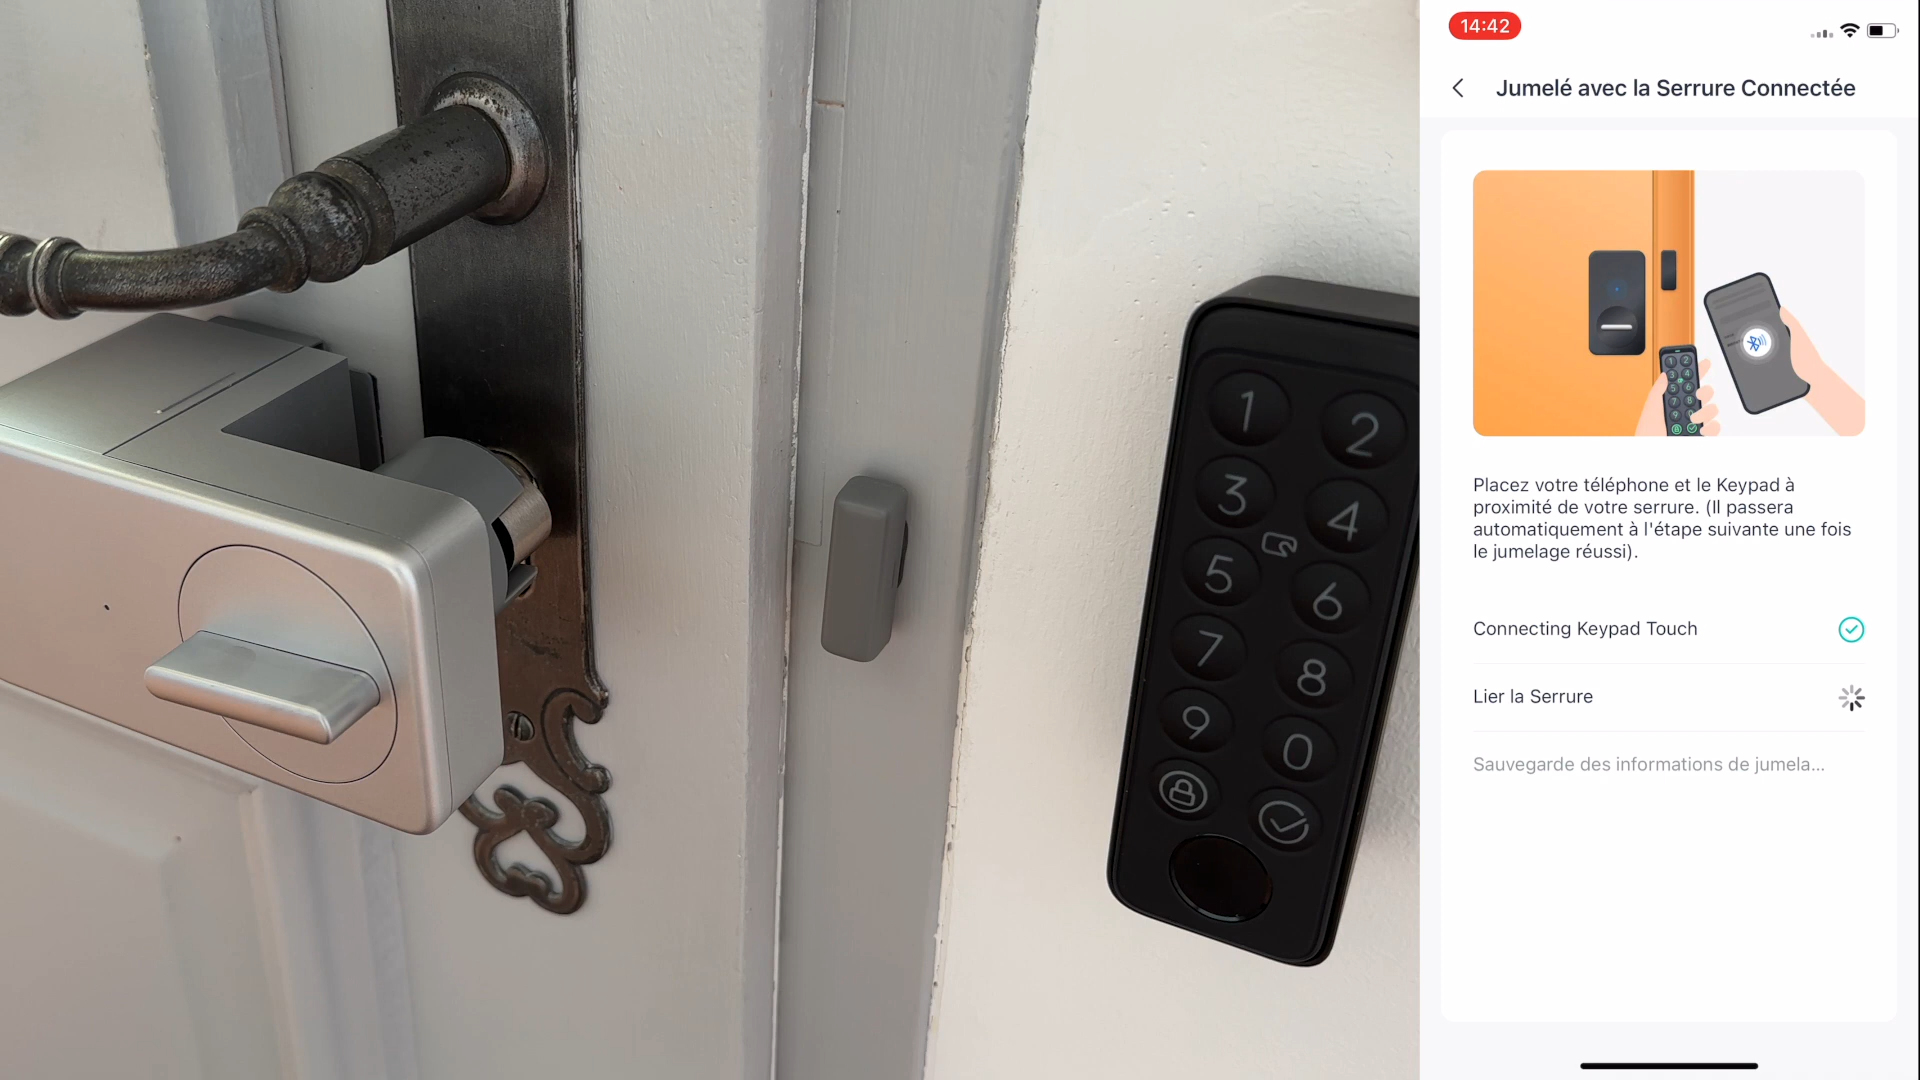 14:42
Jumelé avec la Serrure Connectée
Placez votre téléphone et le Keypad à
proximité de votre serrure. (Il passera
automatiquement à l'étape suivante une fois
le jumelage réussi).
Connecting Keypad Touch
Lier la Serrure
Sauvegarde des informations de jumela...
1 2
3 4
5 6
7 8
9 0